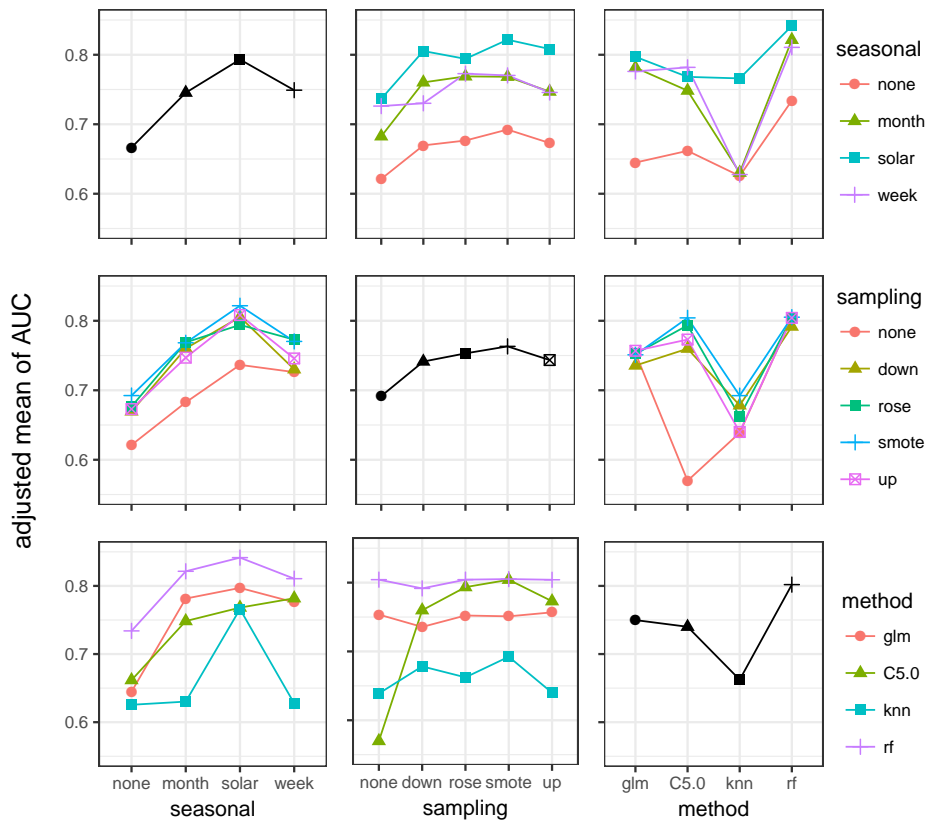 adjusted mean of AUC
0.8
0.7
0.6
seasonal
none
month
solar
week
0.8
0.7
0.6
sampling
none
down
rose
smote
up
0.8
0.7
0.6
method
glm
C5.0
knn
rf
none month solar week
none down rose smote up
glm C5.0 knn rf
seasonal
sampling
method